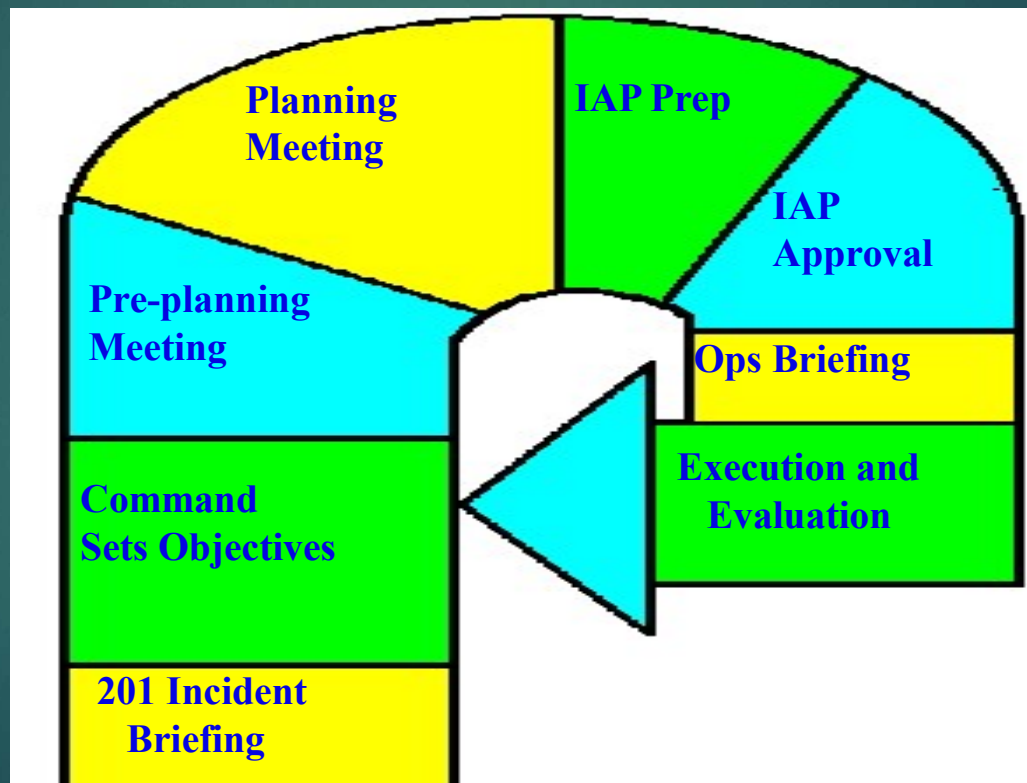 Planning
Meeting
IAP Prep
IAP
Approval
Pre-planning
Meeting
Ops Briefing
Execution and
Evaluation
Command
Sets Objectives
201 Incident
Briefing